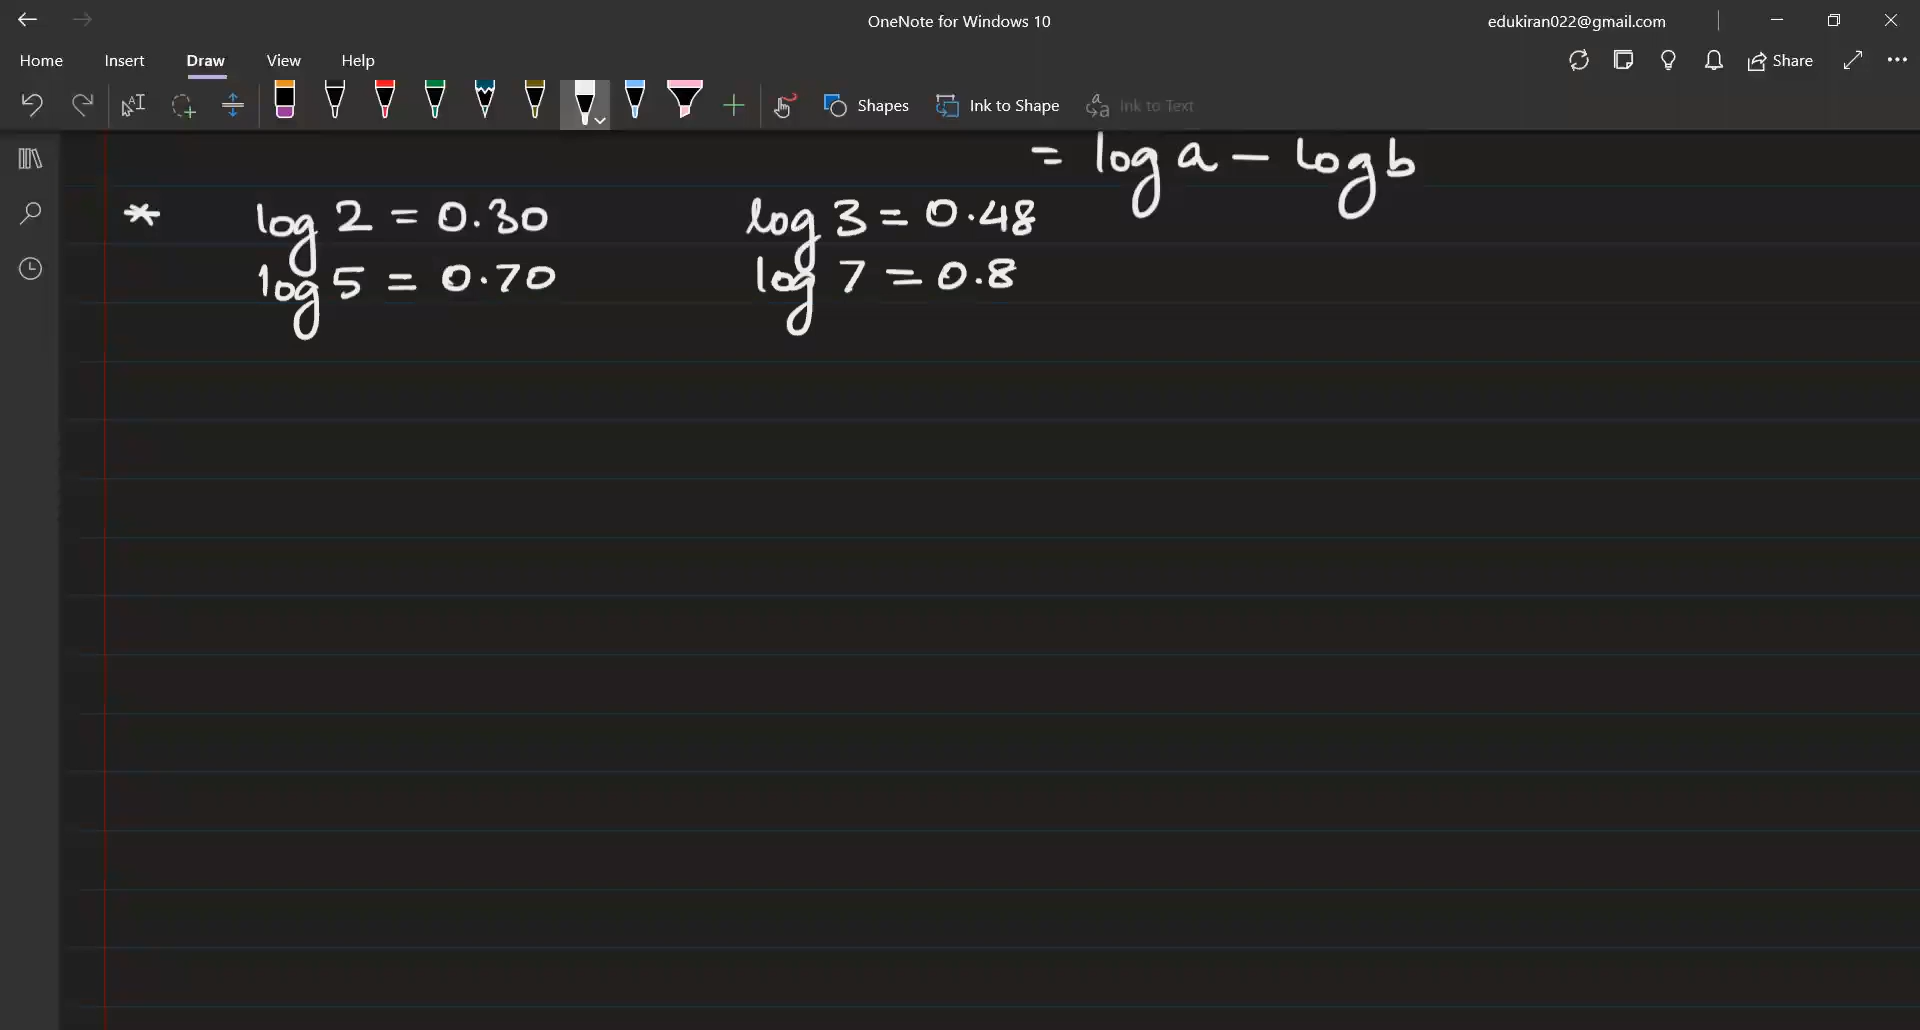 OneNote for Windows 10 edukiran022@gmail.com
Home Insert Draw View Help Share
Shapes Ink to Shape Ink to Text
= log a - log b
* log 2 = 0.30 log 3 = 0.48
log 5 = 0.70 log 7 = 0.8